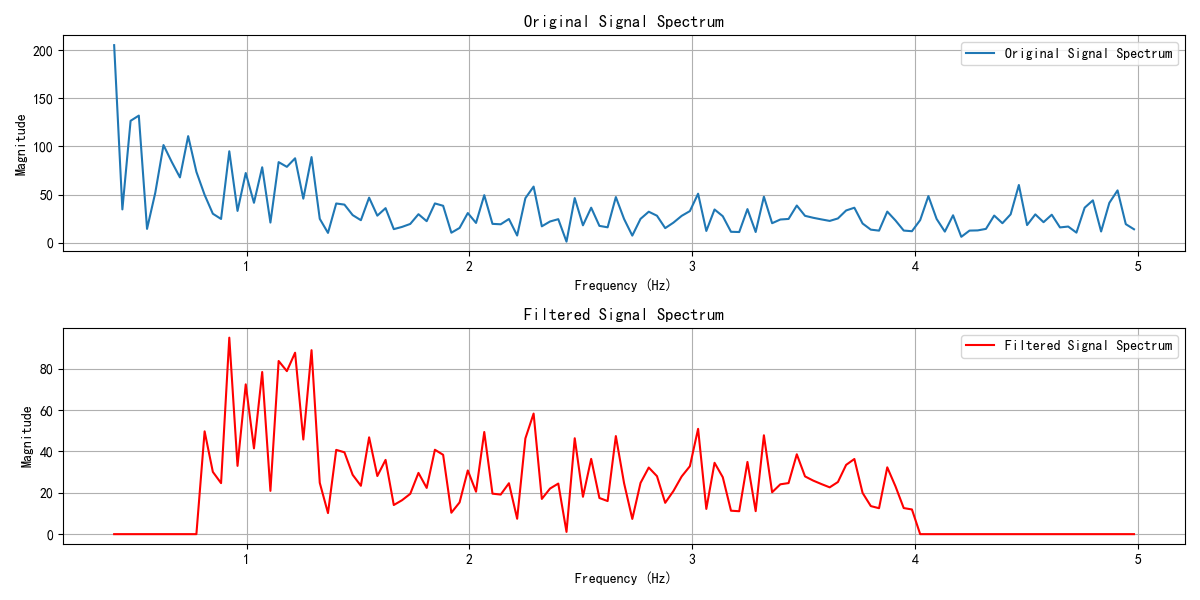 Original Signal Spectrum
Original Signal Spectrum
200
150
100
50
0
Magnitude
1 2 3 4 5
Frequency (Hz)
Filtered Signal Spectrum
Filtered Signal Spectrum
80
60
40
20
0
Magnitude
1 2 3 4 5
Frequency (Hz)